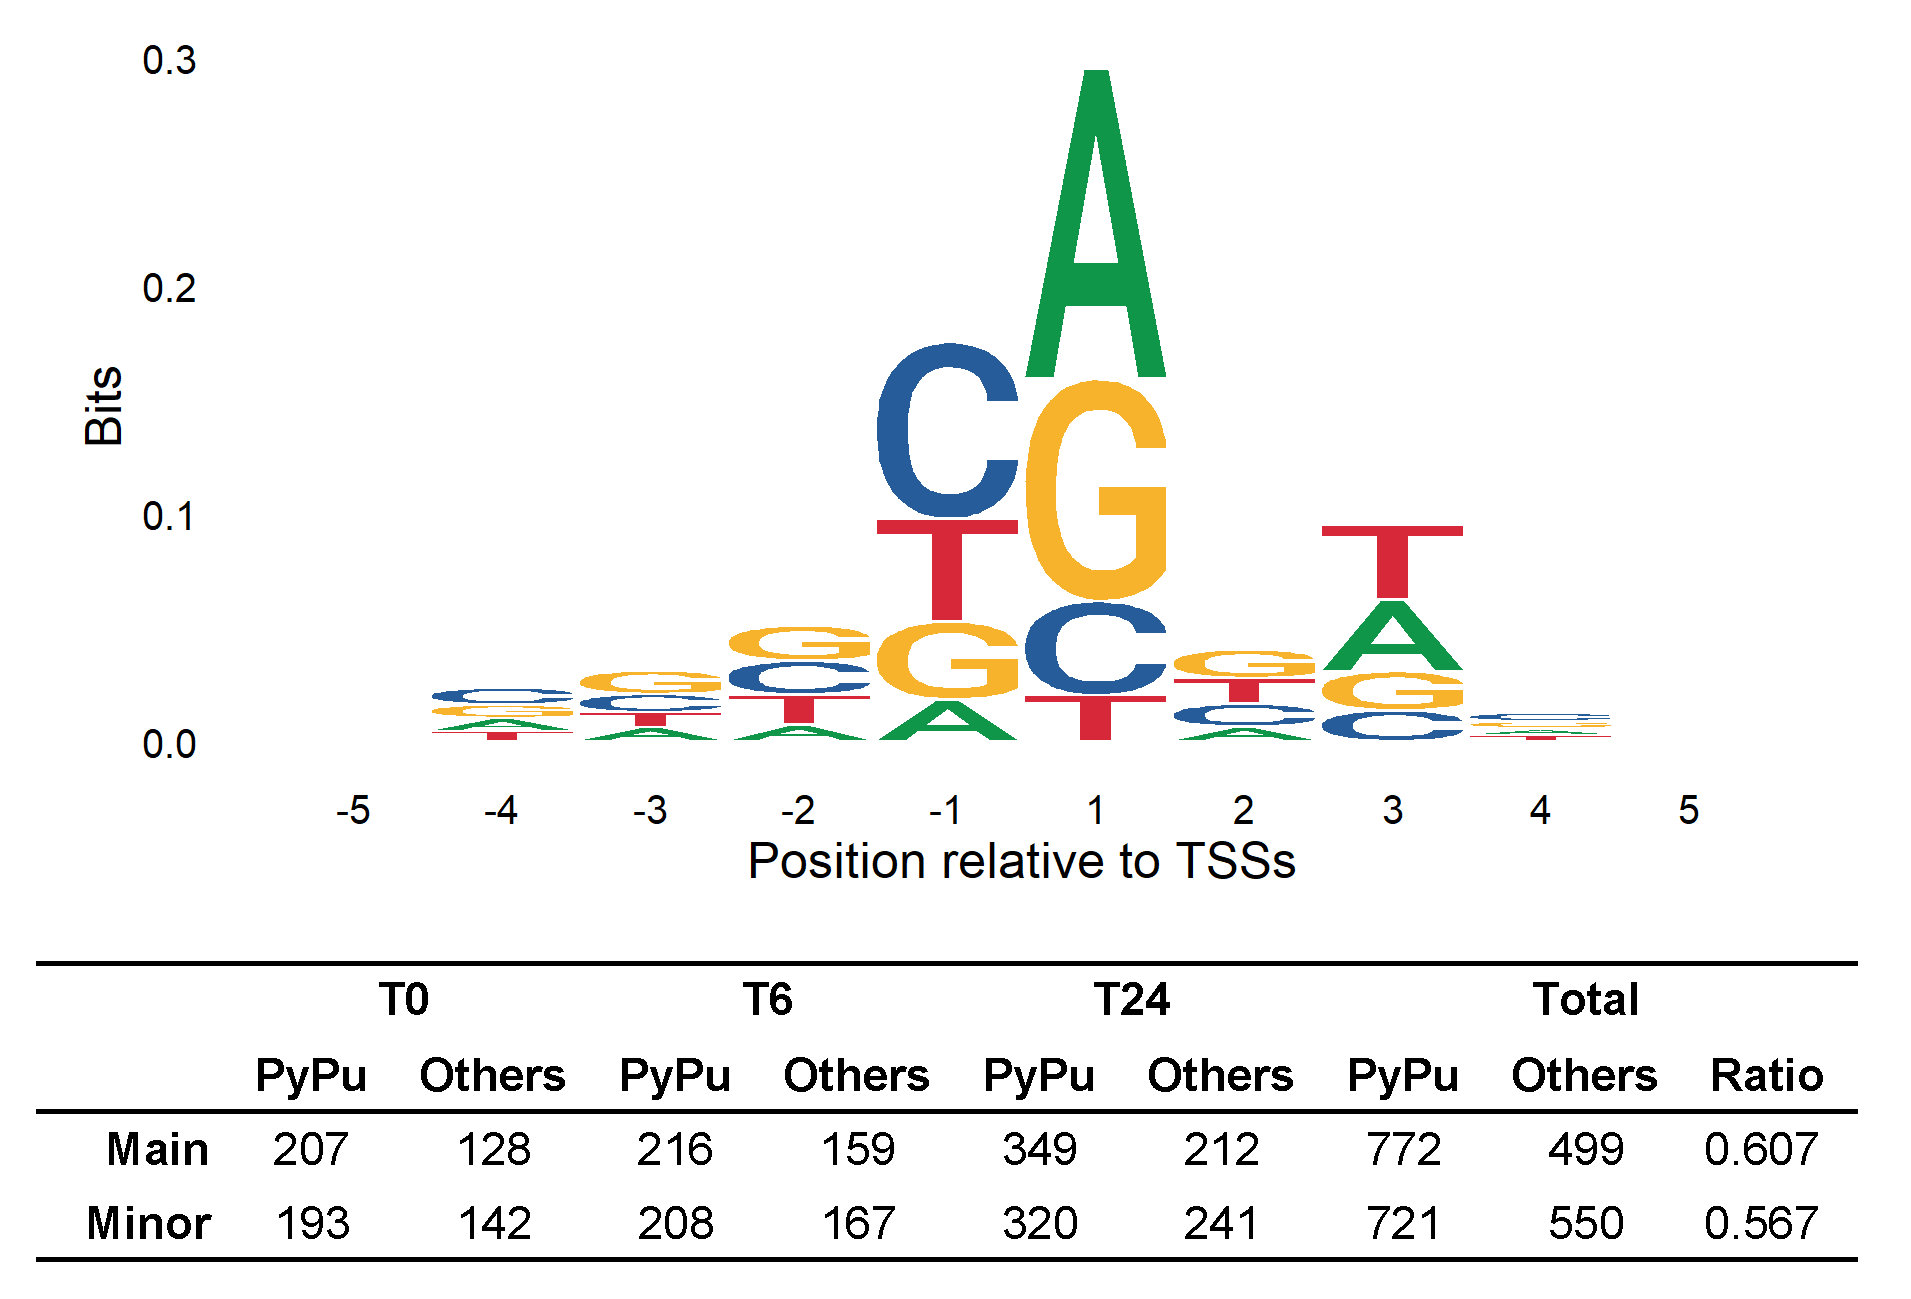 0.3
0.2
0.1
0.0
Bits
C G A T
G C T A
G C T A
C T G A
A G C T
G T C A
T A G C
C G A T
-5 -4 -3 -2 -1 1 2 3 4 5
Position relative to TSSs
T0 T6 T24 Total
PyPu Others PyPu Others PyPu Others PyPu Others Ratio
Main 207 128 216 159 349 212 772 499 0.607
Minor 193 142 208 167 320 241 721 550 0.567